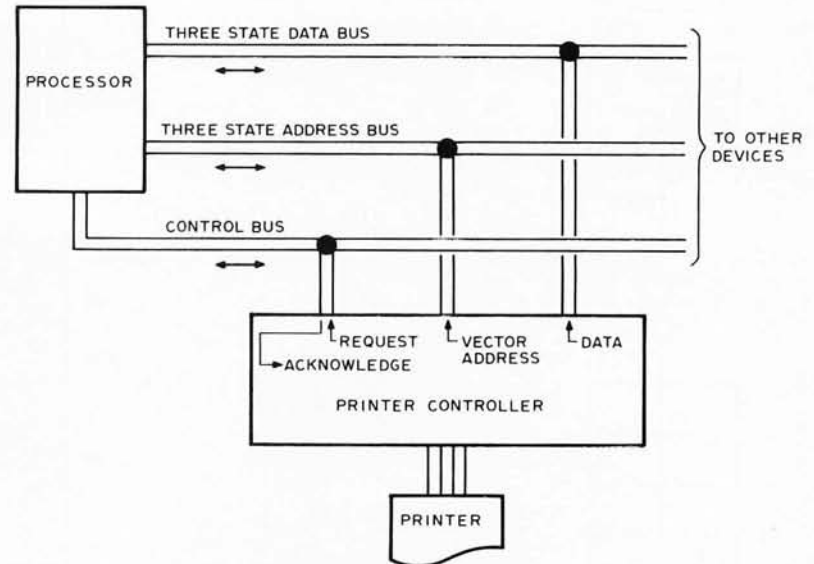 THREE STATE DATA BUS
PROCESSOR
THREE STATE ADDRESS BUS
TO OTHER
DEVICES
CONTROL BUS
REQUEST
VECTOR
ADDRESS
DATA
ACKNOWLEDGE
PRINTER CONTROLLER
PRINTER